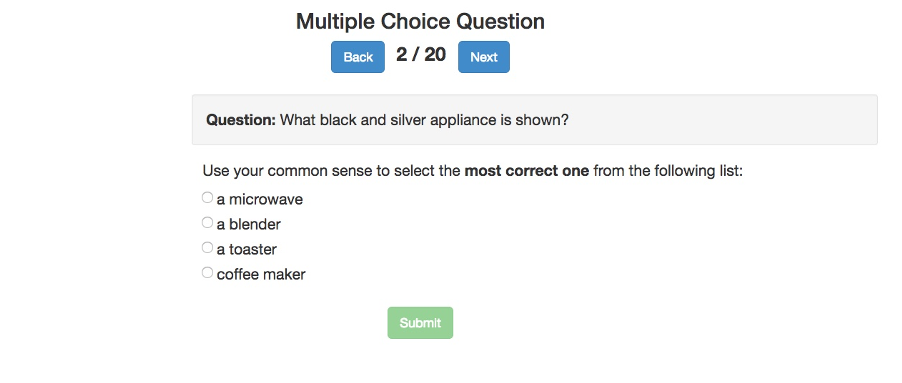 Multiple Choice Question
Back 2 / 20 Next
Question: What black and silver appliance is shown?
Use your common sense to select the most correct one from the following list:
a microwave
a blender
a toaster
coffee maker
Submit